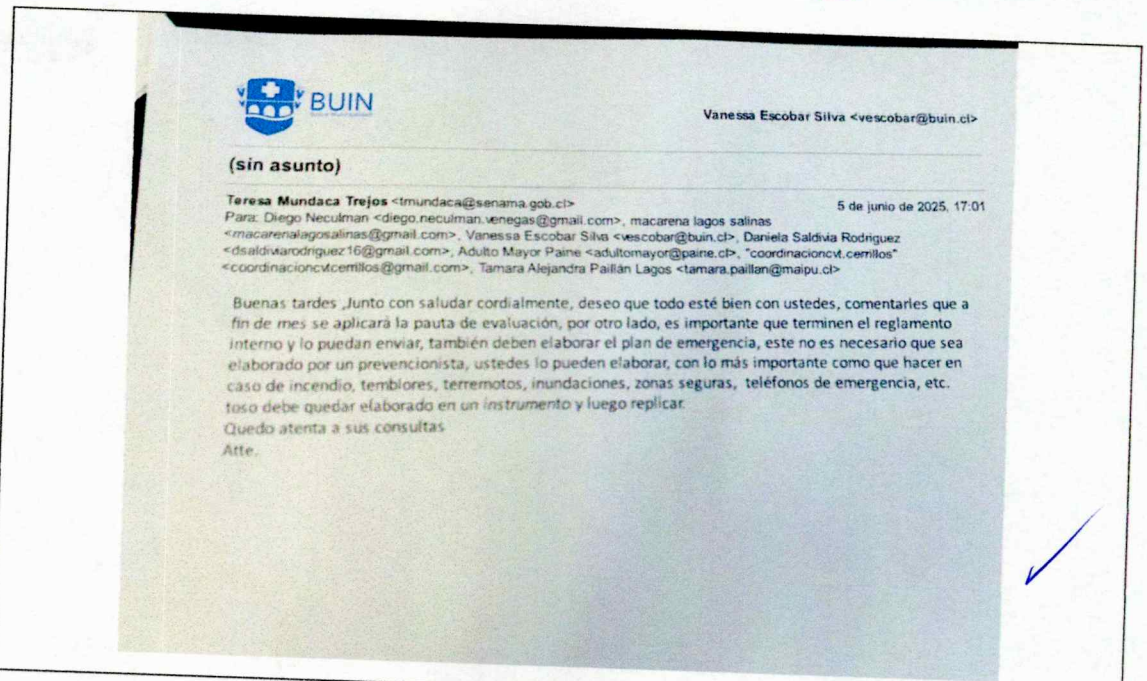 BUIN
Vanessa Escobar Silva <vescobar@buin.cl>
(sin asunto)
Teresa Mundaca Trejos <tmundaca@senama.gob.cl>
5 de junio de 2025, 17:01
Para: Diego Neculman <diego.neculman.venegas@gmail.com>, macarena lagos salinas
<macarenalagosalinas@gmail.com>, Vanessa Escobar Silva <vescobar@buin.cl>, Daniela Saldivia Rodriguez
<dsaldiviarodriguez16@gmail.com>, Adulto Mayor Paine <adultomayor@paine.cl>, "coordinacioncvt.cerrillos"
<coordinacioncvt.cerrillos@gmail.com>, Tamara Alejandra Paillán Lagos <tamara.paillan@maipu.cl>
Buenas tardes ,Junto con saludar cordialmente, deseo que todo esté bien con ustedes, comentarles que a
fin de mes se aplicará la pauta de evaluación, por otro lado, es importante que terminen el reglamento
interno y lo puedan enviar, también deben elaborar el plan de emergencia, este no es necesario que sea
elaborado por un prevencionista, ustedes lo pueden elaborar, con lo más importante como que hacer en
caso de incendio, temblores, terremotos, inundaciones, zonas seguras, teléfonos de emergencia, etc.
toso debe quedar elaborado en un instrumento y luego replicar.
Quedo atenta a sus consultas
Atte.